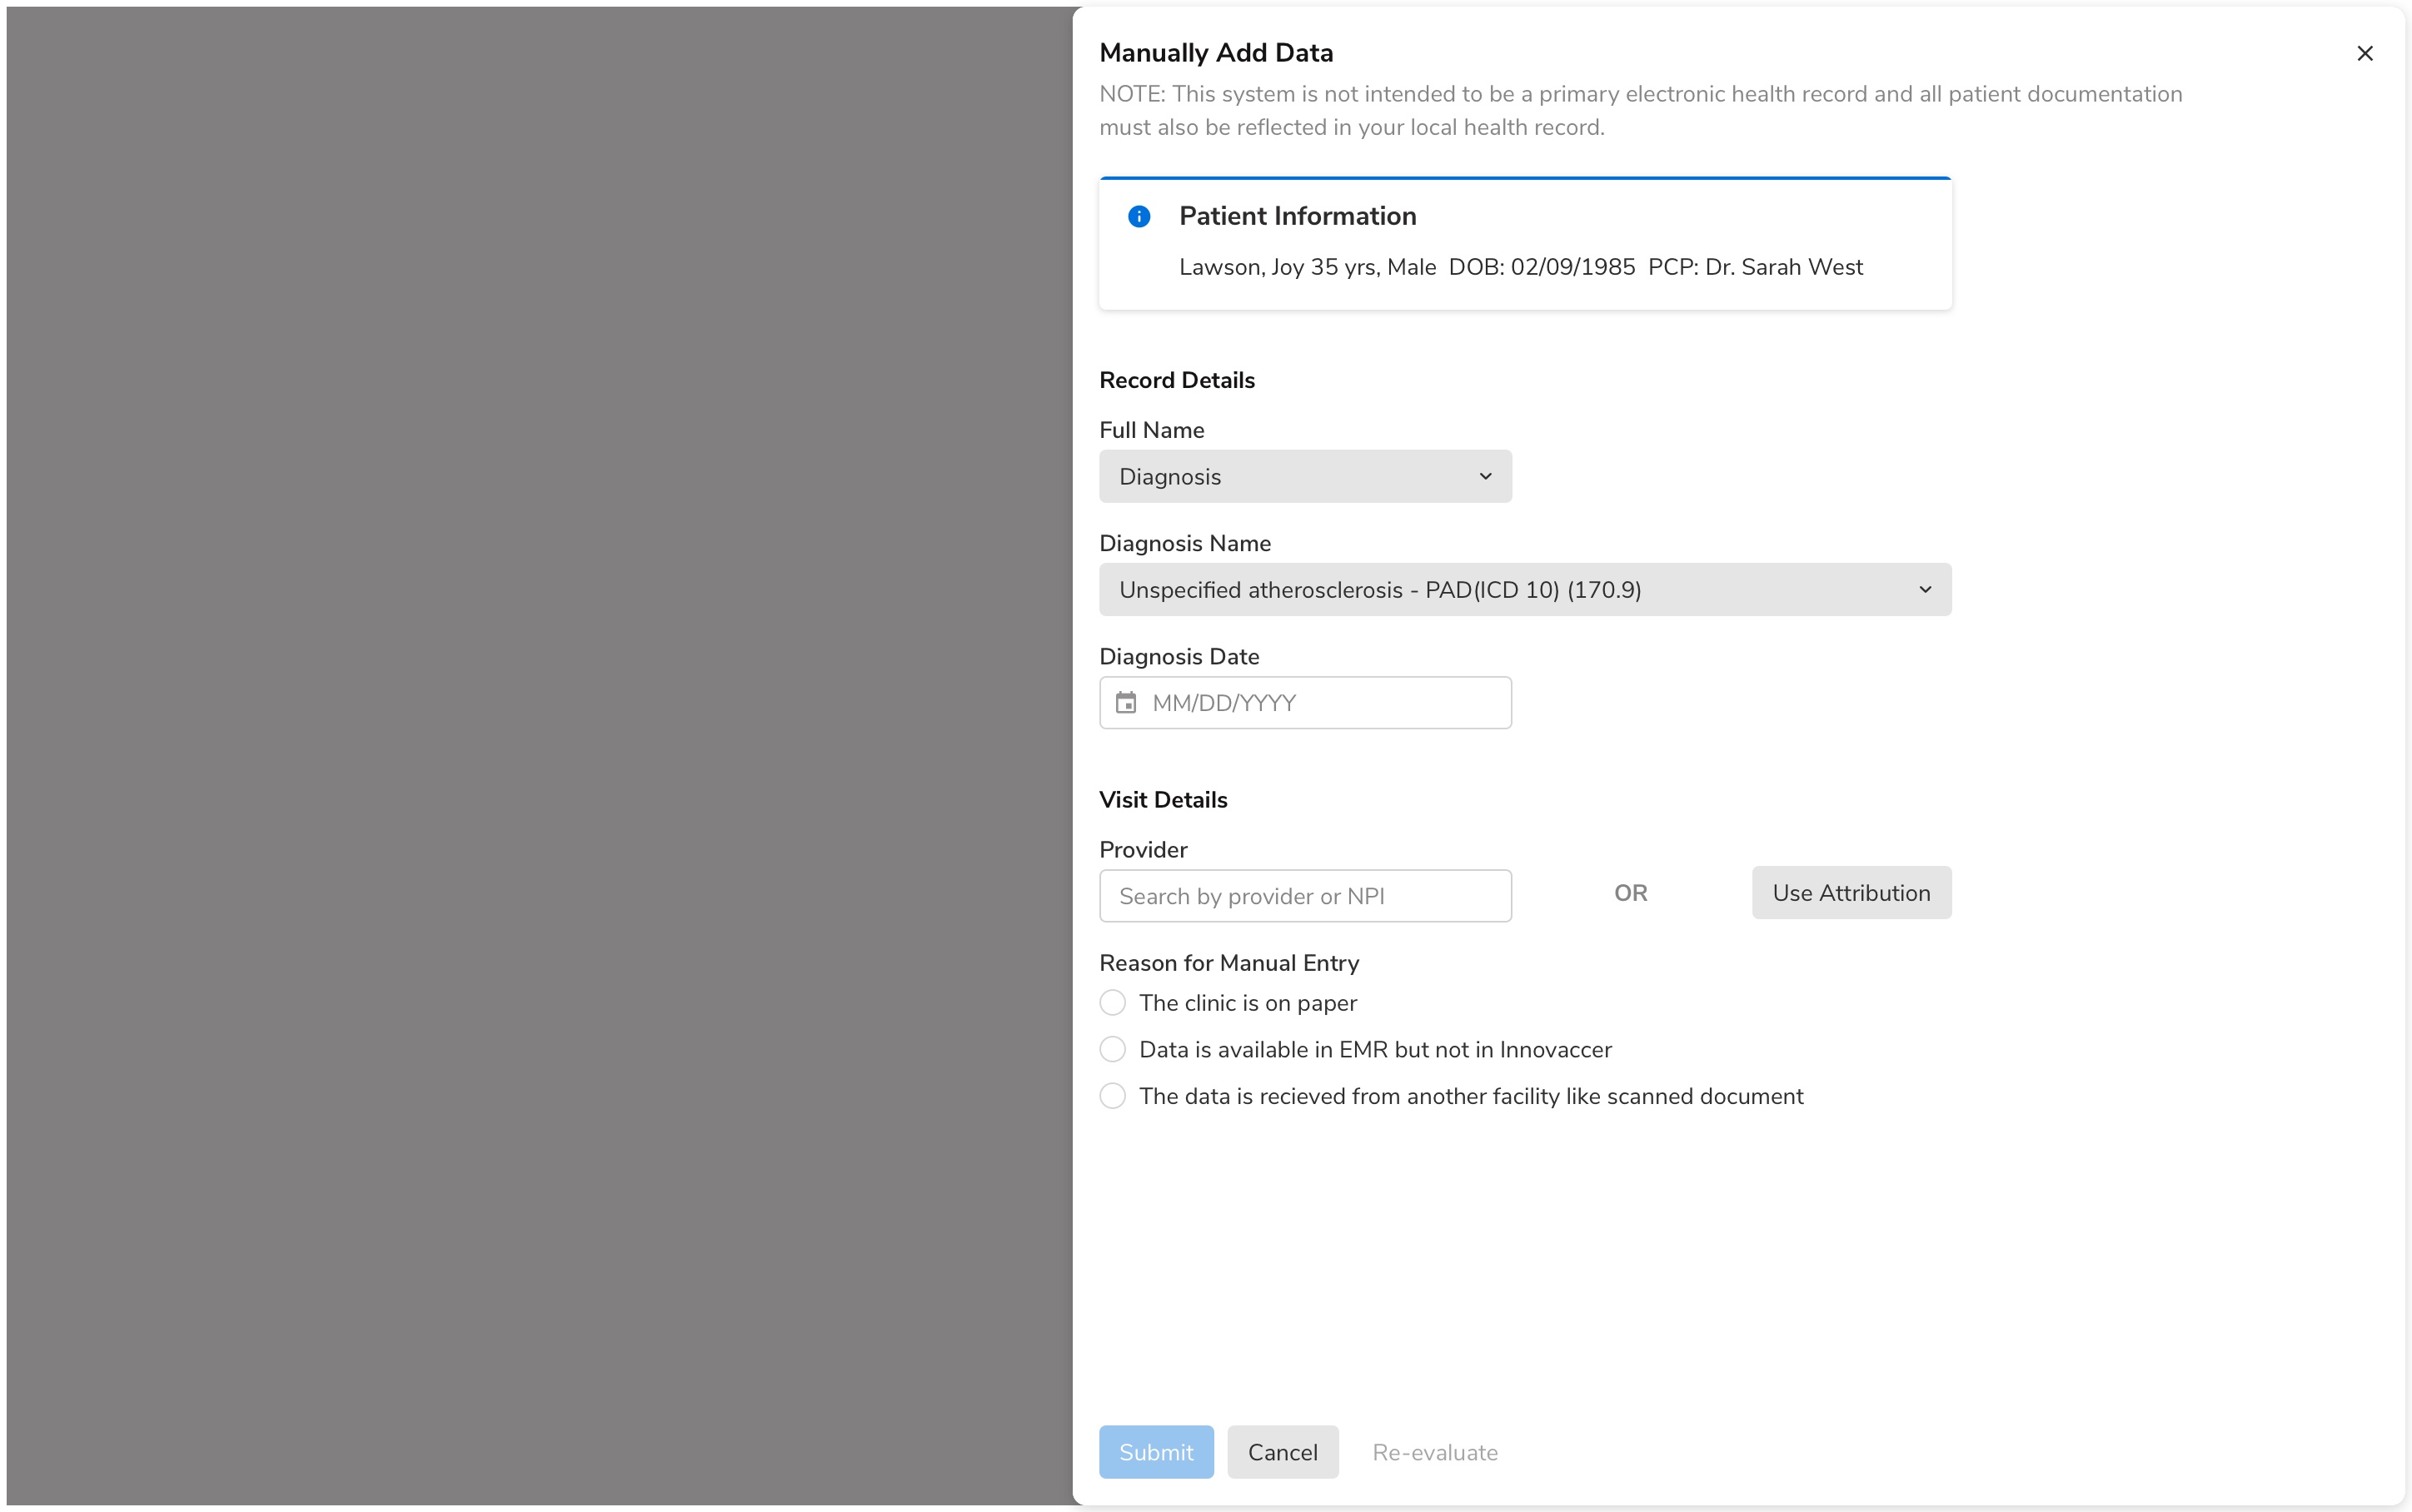 Manually Add Data
NOTE: This system is not intended to be a primary electronic health record and all patient documentation
must also be reflected in your local health record.
Patient Information
Lawson, Joy 35 yrs, Male DOB: 02/09/1985 PCP: Dr. Sarah West
Record Details
Full Name
Diagnosis
Diagnosis Name
Unspecified atherosclerosis - PAD(ICD 10) (170.9)
Diagnosis Date
MM/DD/YYYY
Visit Details
Provider
Search by provider or NPI
OR
Use Attribution
Reason for Manual Entry
The clinic is on paper
Data is available in EMR but not in Innovaccer
The data is recieved from another facility like scanned document
Submit
Cancel
Re-evaluate